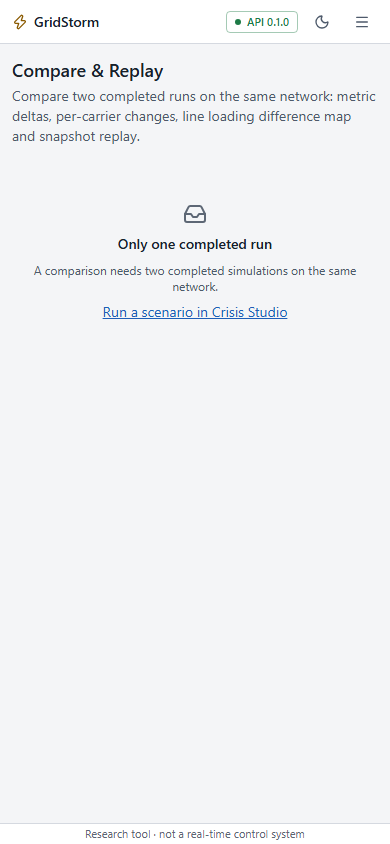 GridStorm
API 0.1.0
Compare & Replay
Compare two completed runs on the same network: metric
deltas, per-carrier changes, line loading difference map
and snapshot replay.
Only one completed run
A comparison needs two completed simulations on the same
network.
Run a scenario in Crisis Studio
Research tool · not a real-time control system